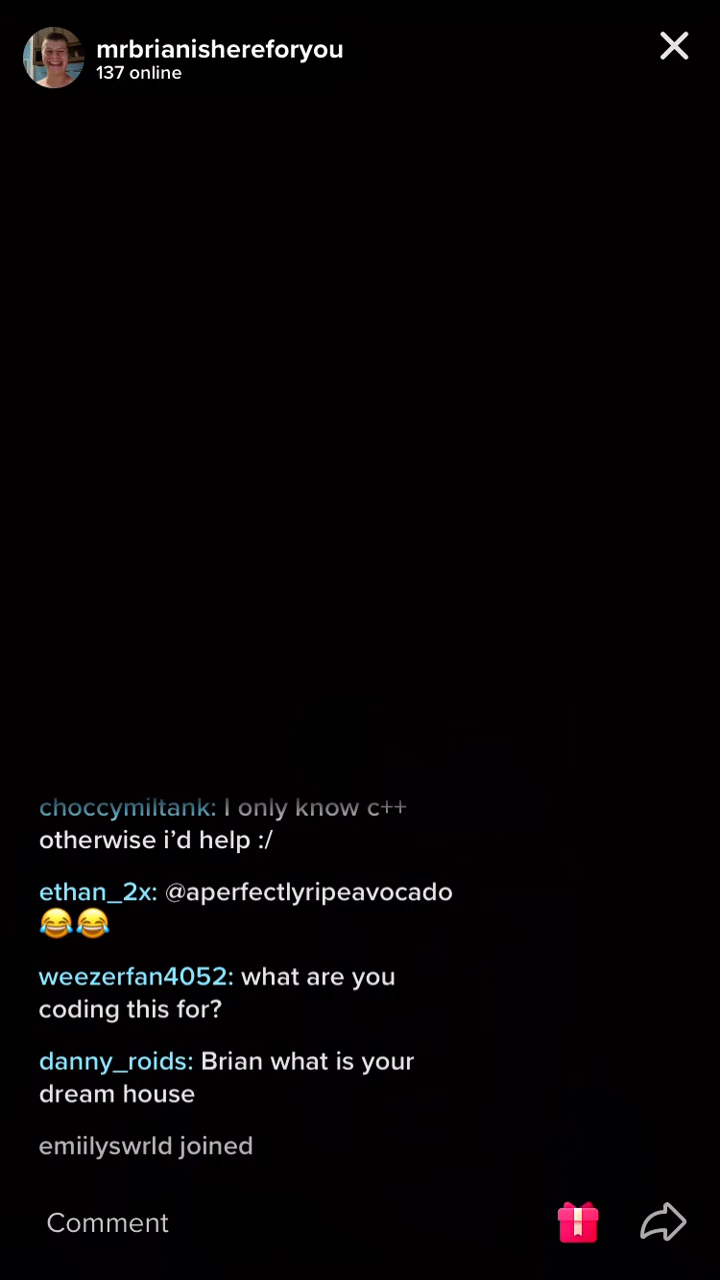 mrbrianishereforyou
137 online
choccymiltank: I only know c++
otherwise i’d help :/
ethan_2x: @aperfectlyripeavocado
😂😂
weezerfan4052: what are you
coding this for?
danny_roids: Brian what is your
dream house
emiilyswrld joined
Comment